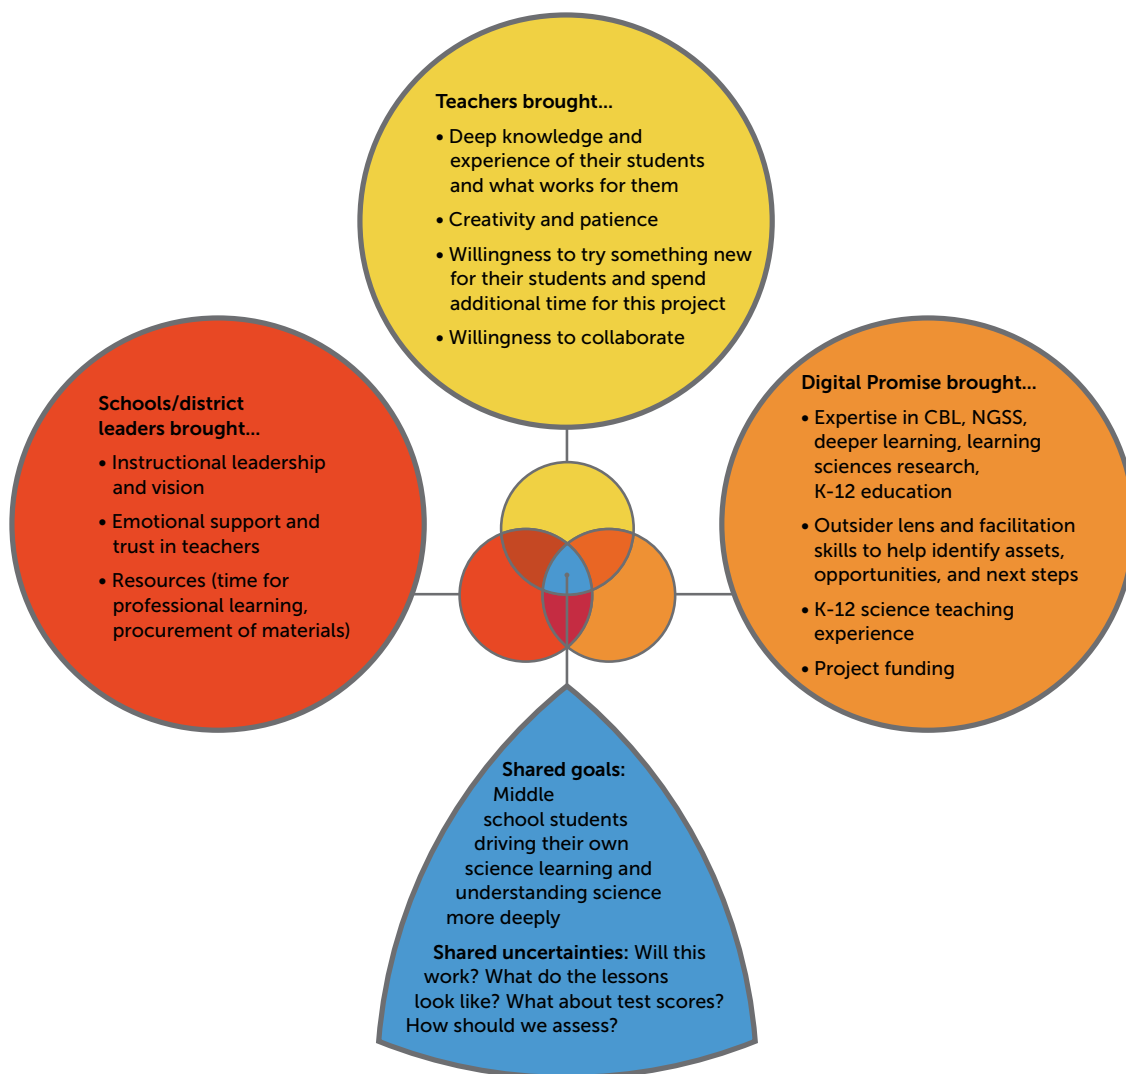 Teachers brought...
• Deep knowledge and
experience of their students
and what works for them
• Creativity and patience
• Willingness to try something new
for their students and spend
additional time for this project
• Willingness to collaborate
Schools/district
leaders brought...
• Instructional leadership
and vision
• Emotional support and
trust in teachers
• Resources (time for
professional learning,
procurement of materials)
Digital Promise brought...
• Expertise in CBL, NGSS,
deeper learning, learning
sciences research,
K-12 education
• Outsider lens and facilitation
skills to help identify assets,
opportunities, and next steps
• K-12 science teaching
experience
• Project funding
Shared goals:
Middle
school students
driving their own
science learning and
understanding science
more deeply
Shared uncertainties: Will this
work? What do the lessons
look like? What about test scores?
How should we assess?